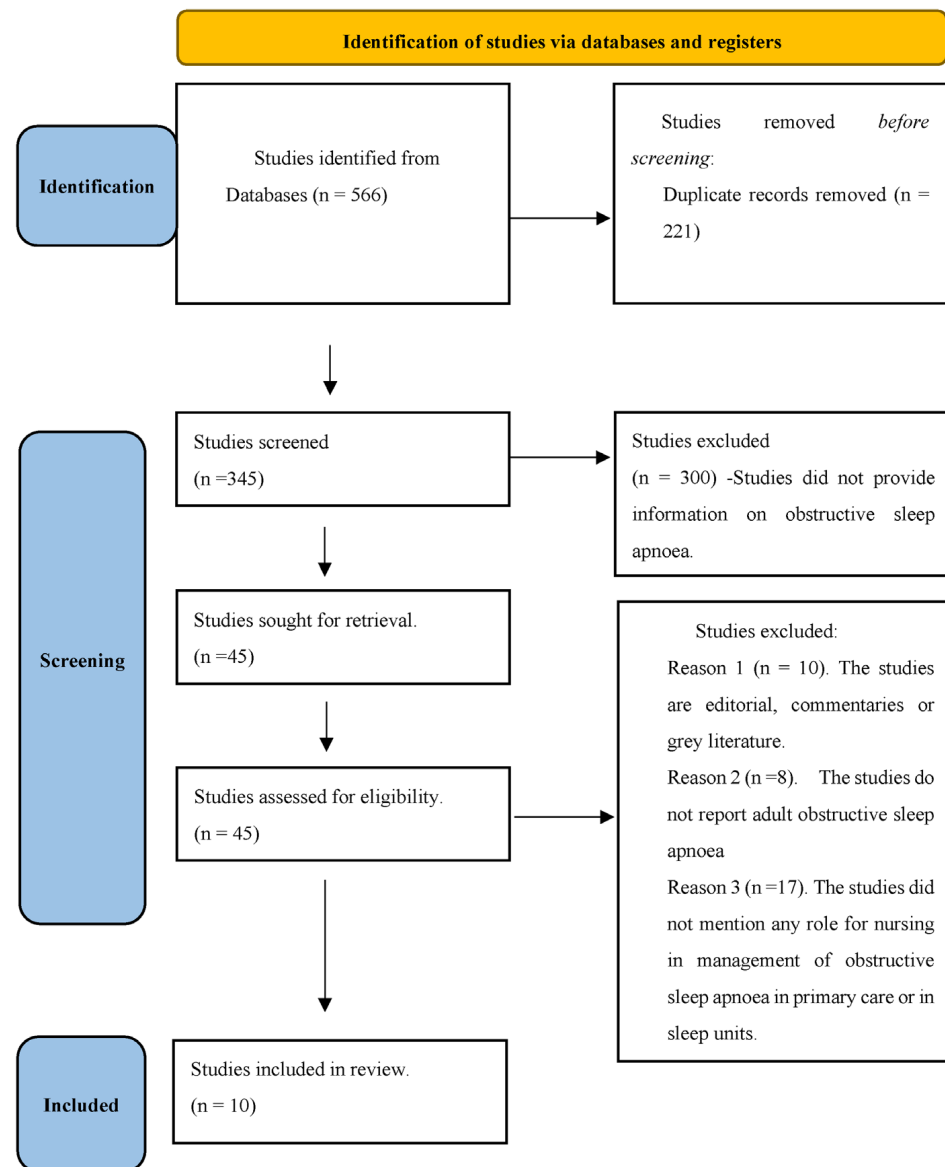 Identification of studies via databases and registers
Identification
Studies identified from
Databases (n = 566)
Studies removed before
screening:
Duplicate records removed (n =
221)
Screening
Studies screened
(n =345)
Studies excluded
(n = 300) -Studies did not provide
information on obstructive sleep
apnoea.
Studies sought for retrieval.
(n =45)
Studies assessed for eligibility.
(n = 45)
Studies excluded:
Reason 1 (n = 10). The studies
are editorial, commentaries or
grey literature.
Reason 2 (n =8). The studies do
not report adult obstructive sleep
apnoea
Reason 3 (n =17). The studies did
not mention any role for nursing
in management of obstructive
sleep apnoea in primary care or in
sleep units.
Included
Studies included in review.
(n = 10)